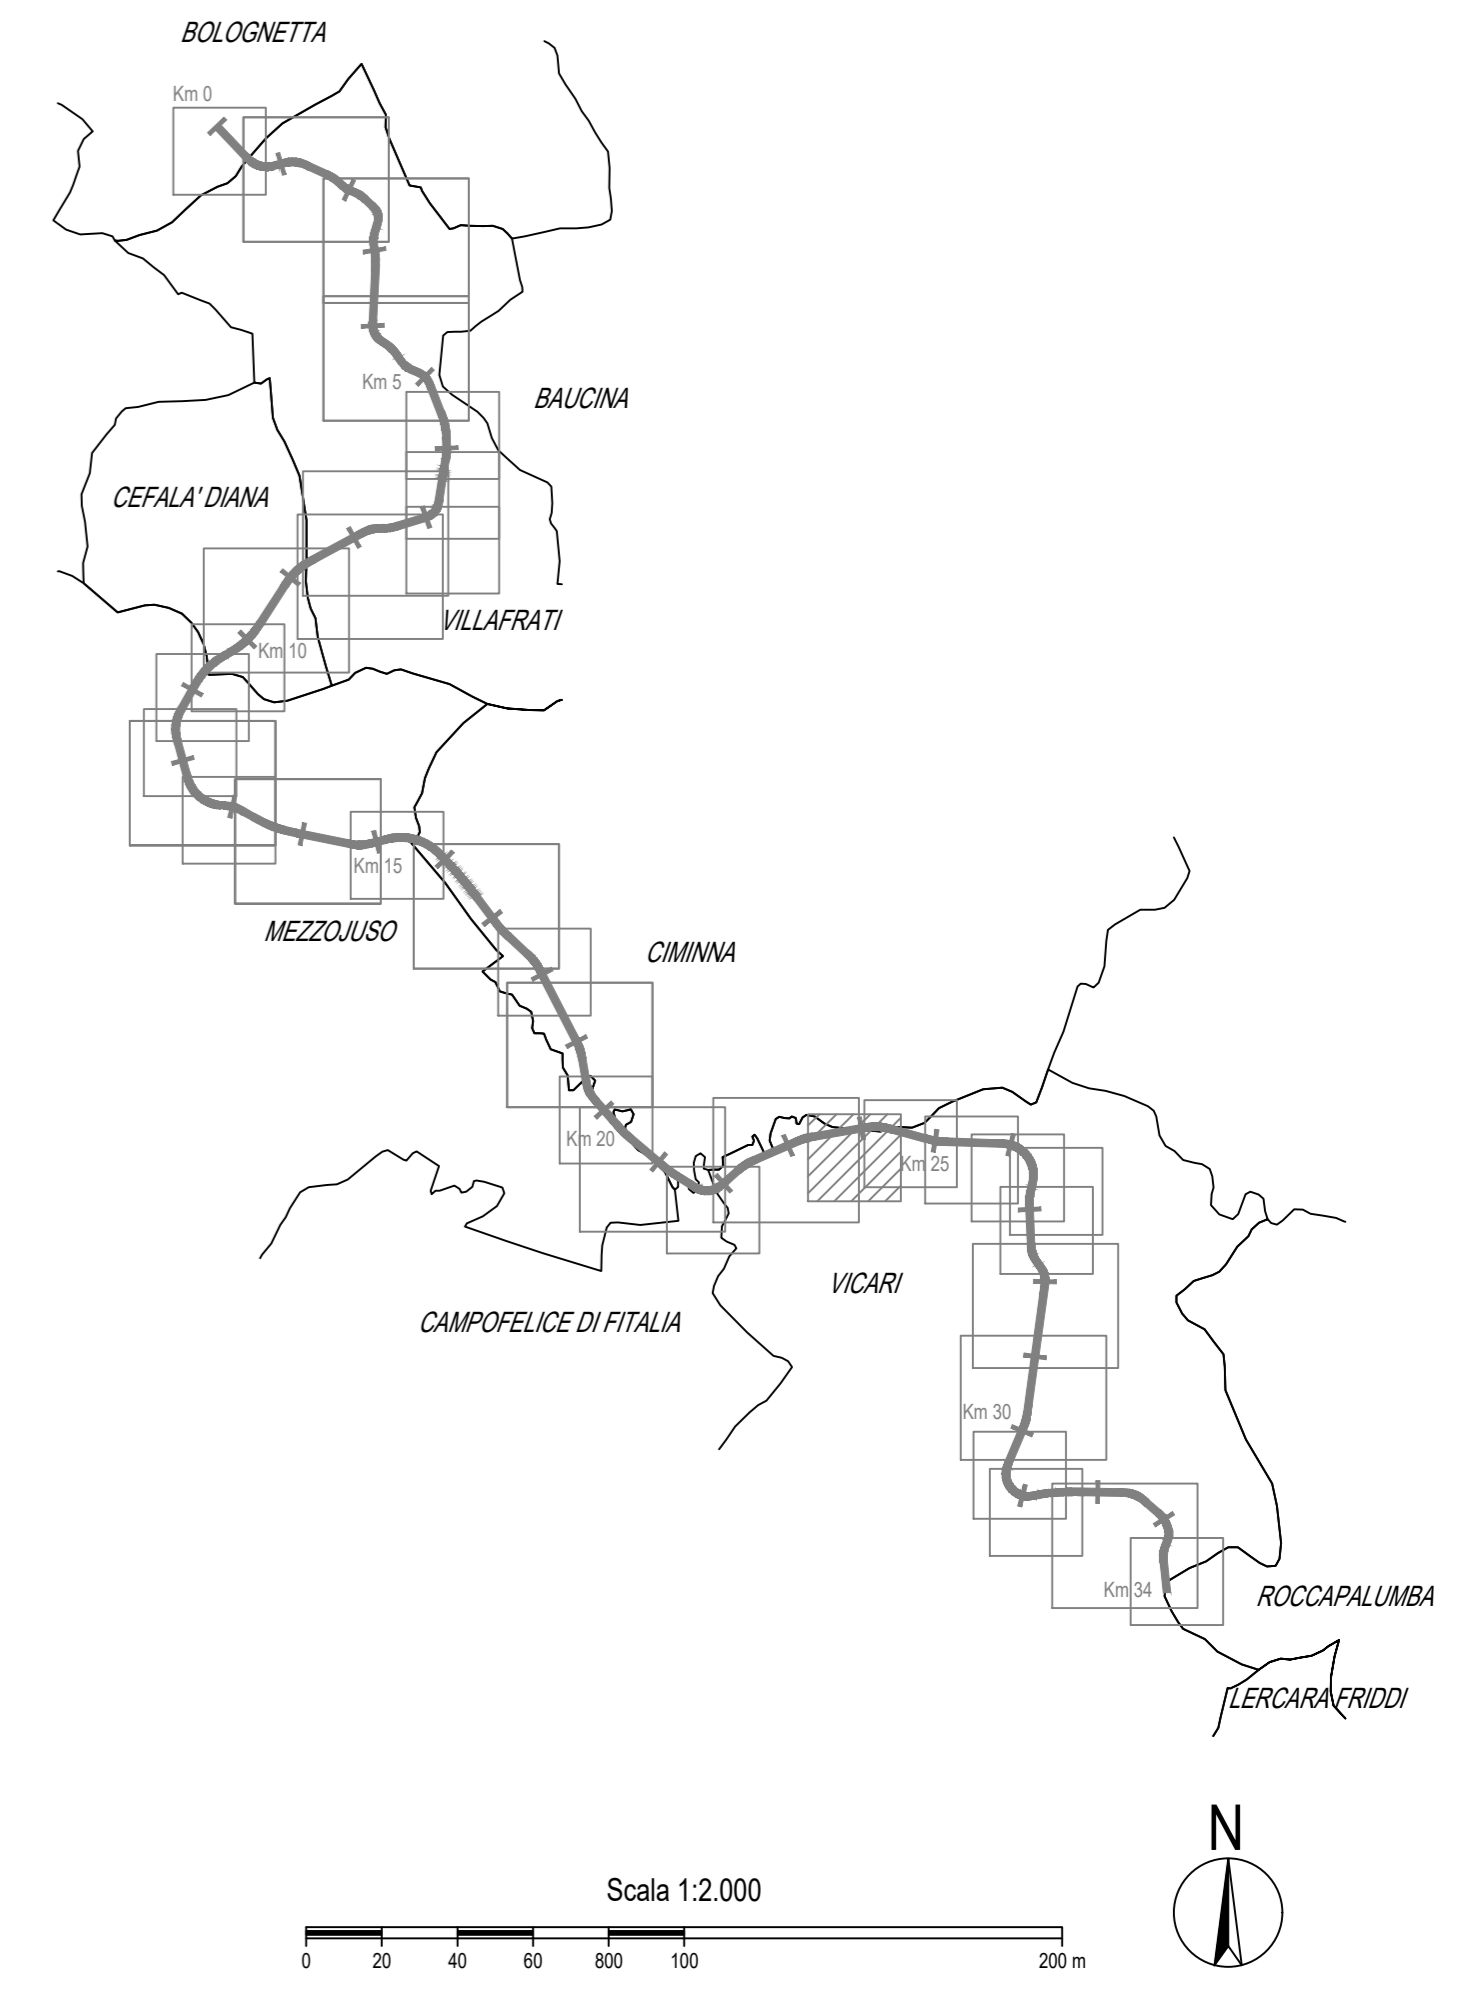 BOLOGNETTA
Km 0
Km 5
BAUCINA
CEFALA' DIANA
VILLAFRATI
Km 10
Km 15
MEZZOJUSO
CIMINNA
Km 20
Km 25
VICARI
CAMPOFELICE DI FITALIA
Km 30
Km 34
ROCCAPALUMBA
LERCARA FRIDDI
N
Scala 1:2.000
0 20 40 60 800 100 200 m